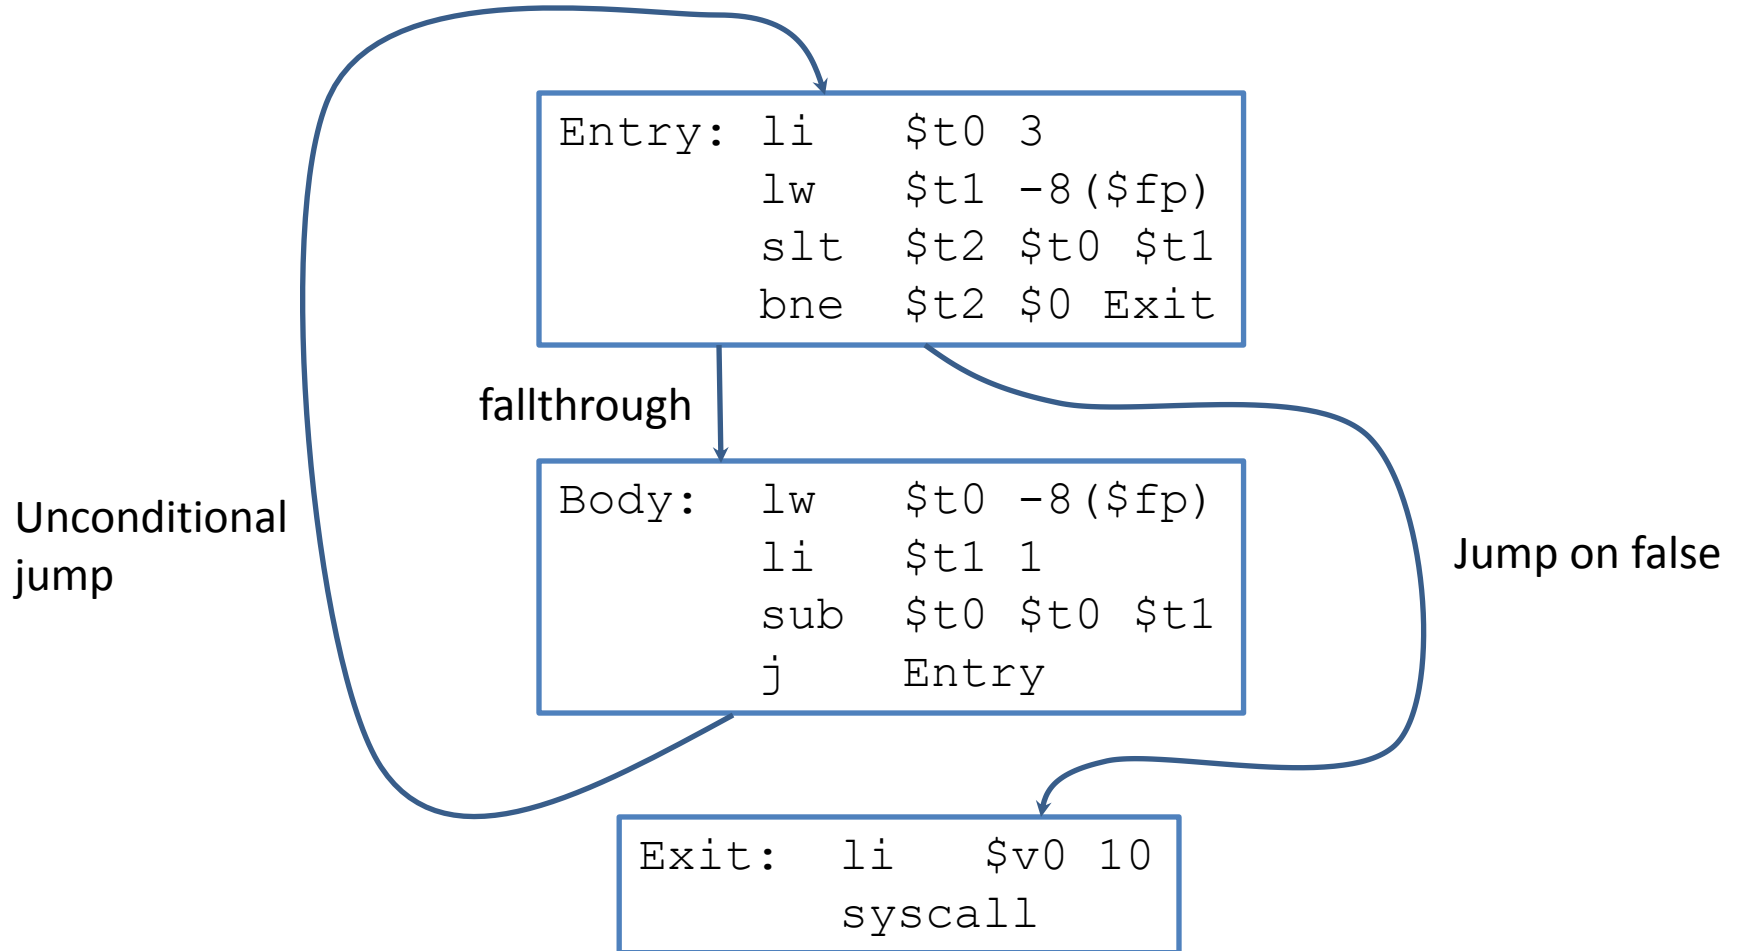 Entry: li $t0 3
lw $t1 -8($fp)
slt $t2 $t0 $t1
bne $t2 $0 Exit
fallthrough
Unconditional
jump
Body: lw $t0 -8($fp)
li $t1 1
sub $t0 $t0 $t1
j Entry
Jump on false
Exit: li $v0 10
syscall